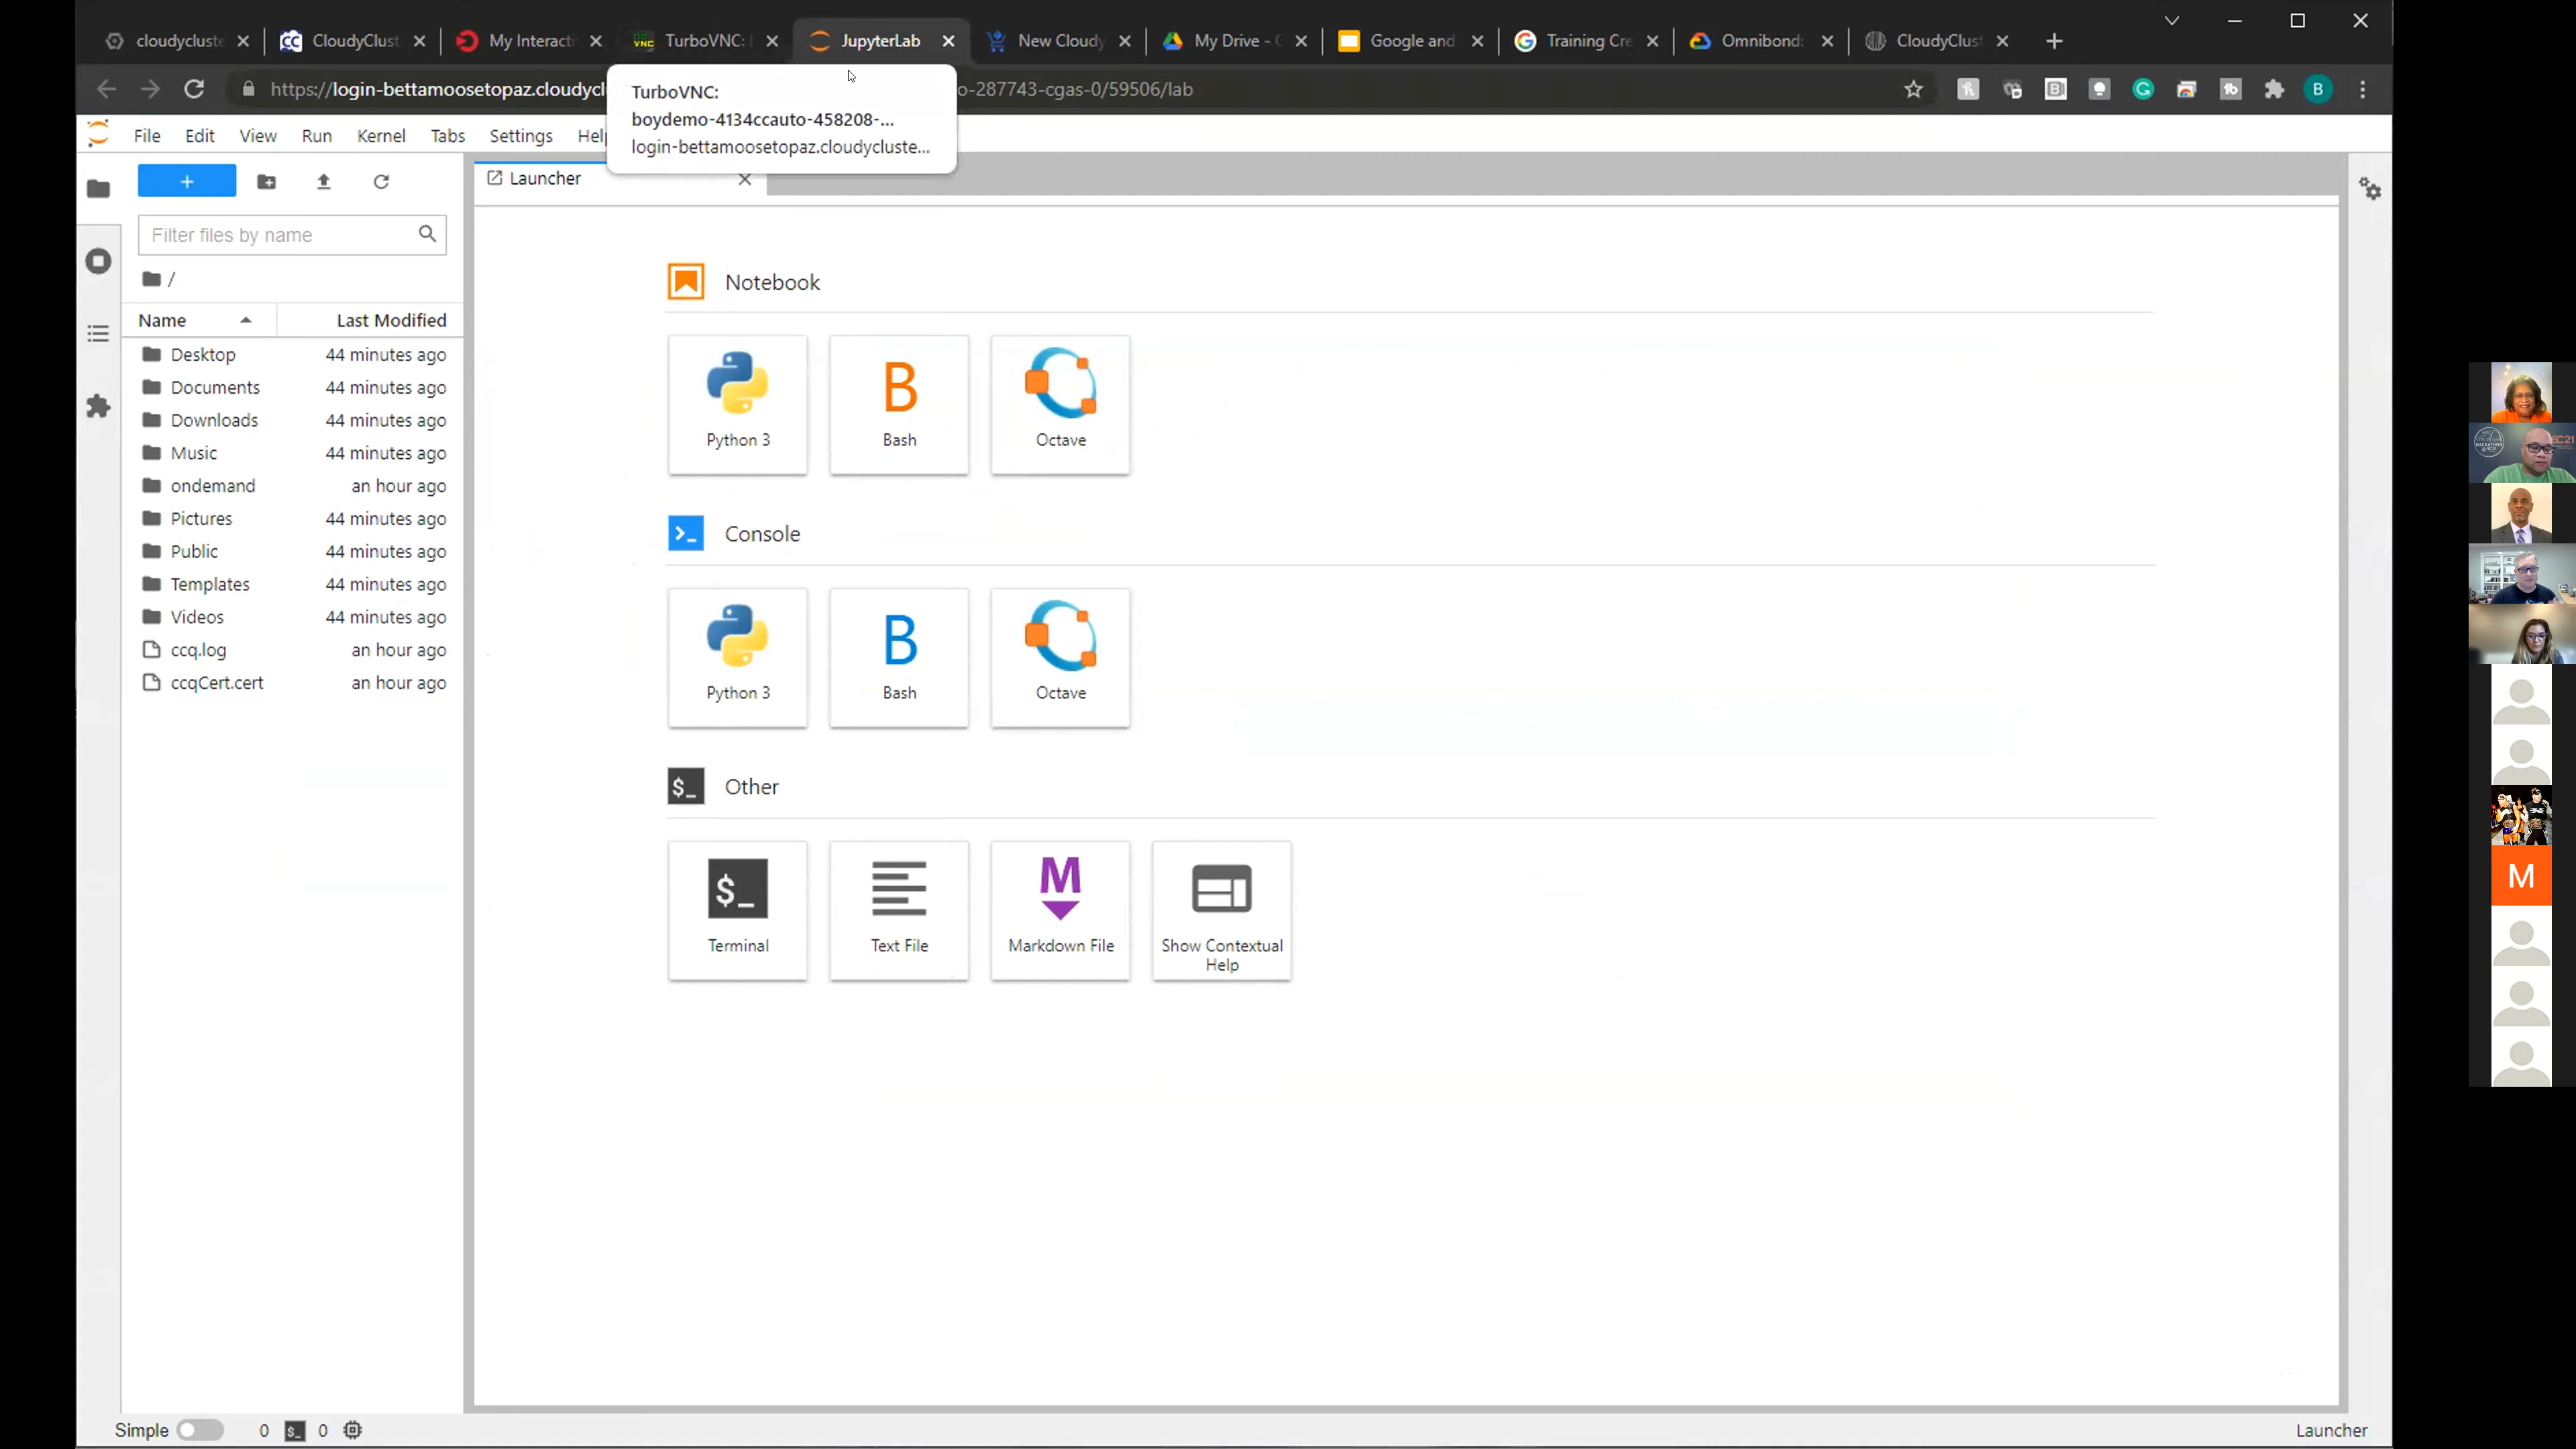 cloudycluste
CloudyClust
My Interacti
VNC
TurboVNC:
JupyterLab
New Cloudy
My Drive - 
Google and
Training Cre
Omnibond:
CloudyClust
https://login-bettamoosetopaz.cloudycl
o-287743-cgas-0/59506/lab
TurboVNC:
boydemo-4134ccauto-458208-...
login-bettamoosetopaz.cloudycluste...
File Edit View Run Kernel Tabs Settings Help
Launcher
+
Filter files by name
/
Name Last Modified
Desktop 44 minutes ago
Documents 44 minutes ago
Downloads 44 minutes ago
Music 44 minutes ago
ondemand an hour ago
Pictures 44 minutes ago
Public 44 minutes ago
Templates 44 minutes ago
Videos 44 minutes ago
ccq.log an hour ago
ccqCert.cert an hour ago
Notebook
Python 3
B
Bash
Octave
Console
Python 3
B
Bash
Octave
$_ Other
$_
Terminal
Text File
M
Markdown File
Show Contextual
Help
SC21
M
Simple 0 $_ 0
Launcher